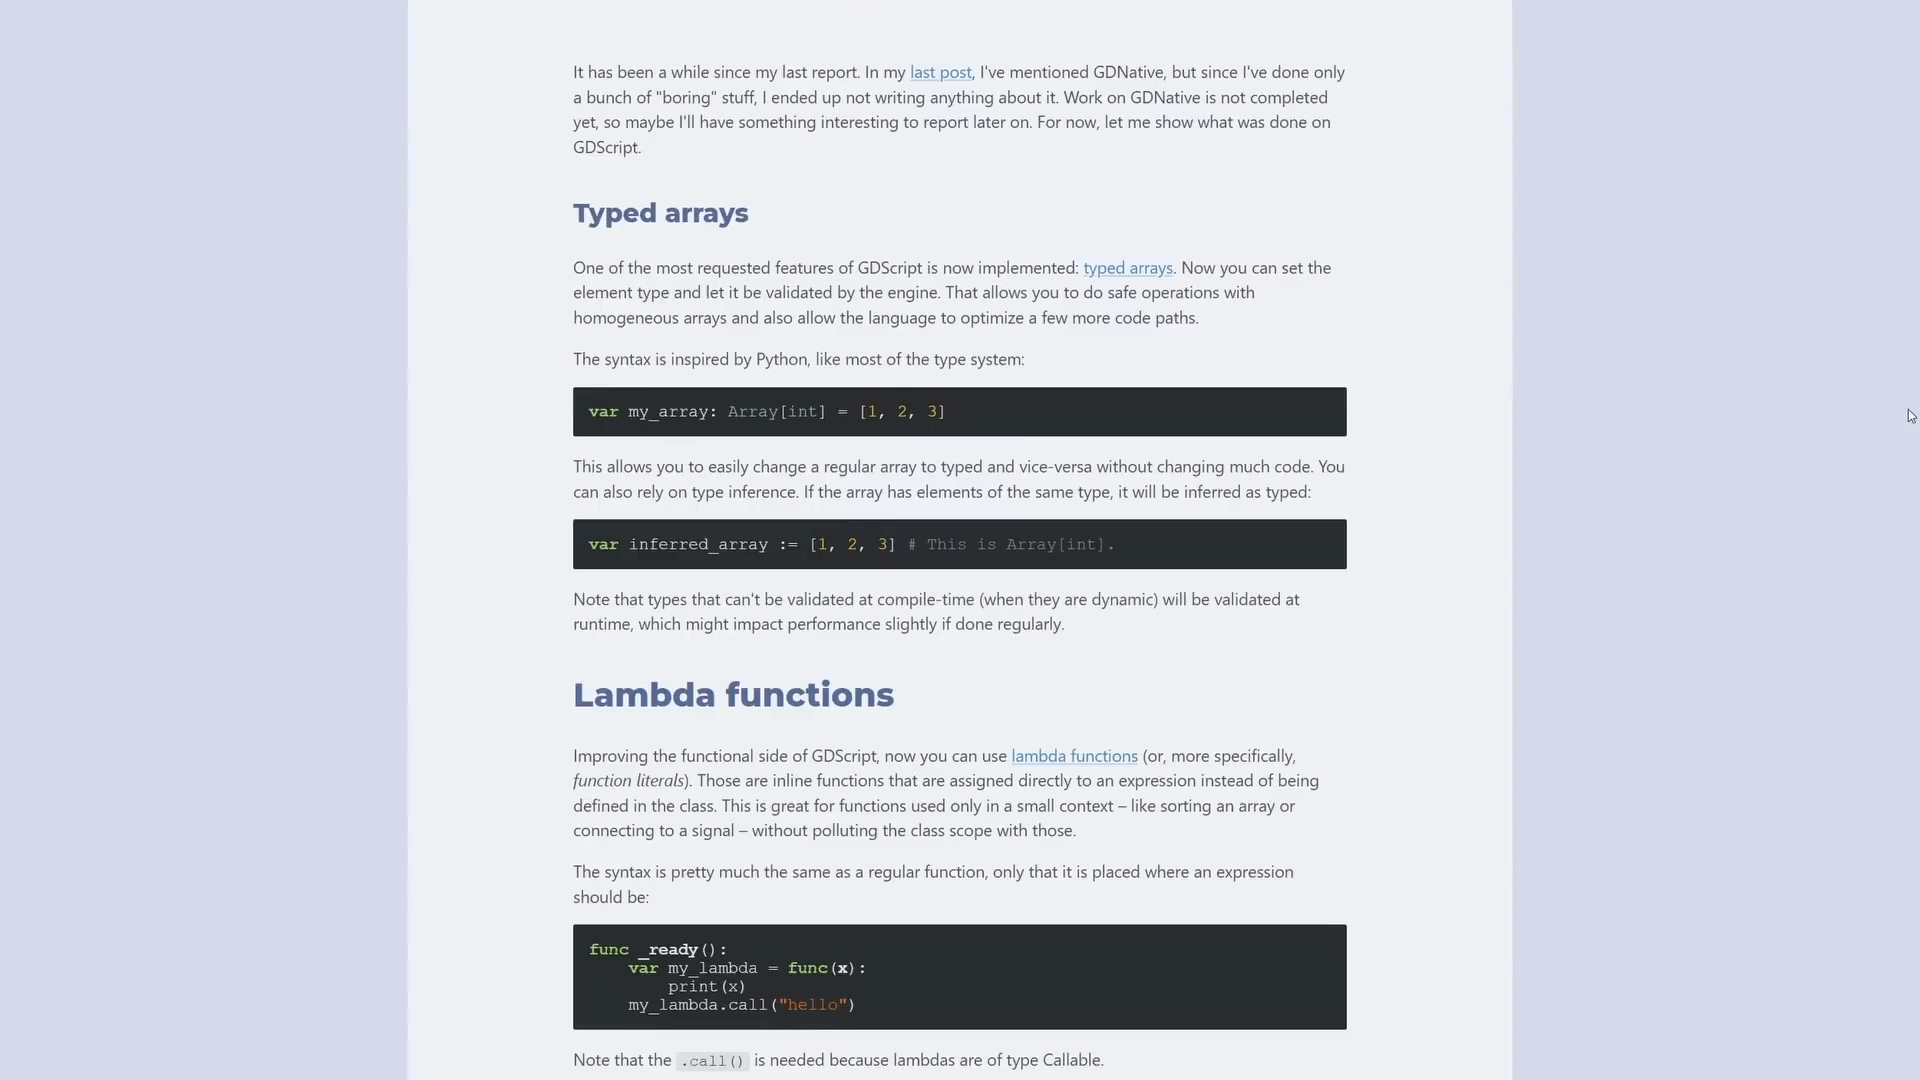 It has been a while since my last report. In my last post, I've mentioned GDNative, but since I've done only
a bunch of "boring" stuff, I ended up not writing anything about it. Work on GDNative is not completed
yet, so maybe I'll have something interesting to report later on. For now, let me show what was done on
GDScript.
Typed arrays
One of the most requested features of GDScript is now implemented: typed arrays. Now you can set the
element type and let it be validated by the engine. That allows you to do safe operations with
homogeneous arrays and also allow the language to optimize a few more code paths.
The syntax is inspired by Python, like most of the type system:
var my_array: Array[int] = [1, 2, 3]
This allows you to easily change a regular array to typed and vice-versa without changing much code. You
can also rely on type inference. If the array has elements of the same type, it will be inferred as typed:
var inferred_array := [1, 2, 3] # This is Array[int].
Note that types that can't be validated at compile-time (when they are dynamic) will be validated at
runtime, which might impact performance slightly if done regularly.
Lambda functions
Improving the functional side of GDScript, now you can use lambda functions (or, more specifically,
function literals). Those are inline functions that are assigned directly to an expression instead of being
defined in the class. This is great for functions used only in a small context – like sorting an array or
connecting to a signal – without polluting the class scope with those.
The syntax is pretty much the same as a regular function, only that it is placed where an expression
should be:
func _ready():
    var my_lambda = func(x):
        print(x)
    my_lambda.call("hello")
Note that the .call() is needed because lambdas are of type Callable.